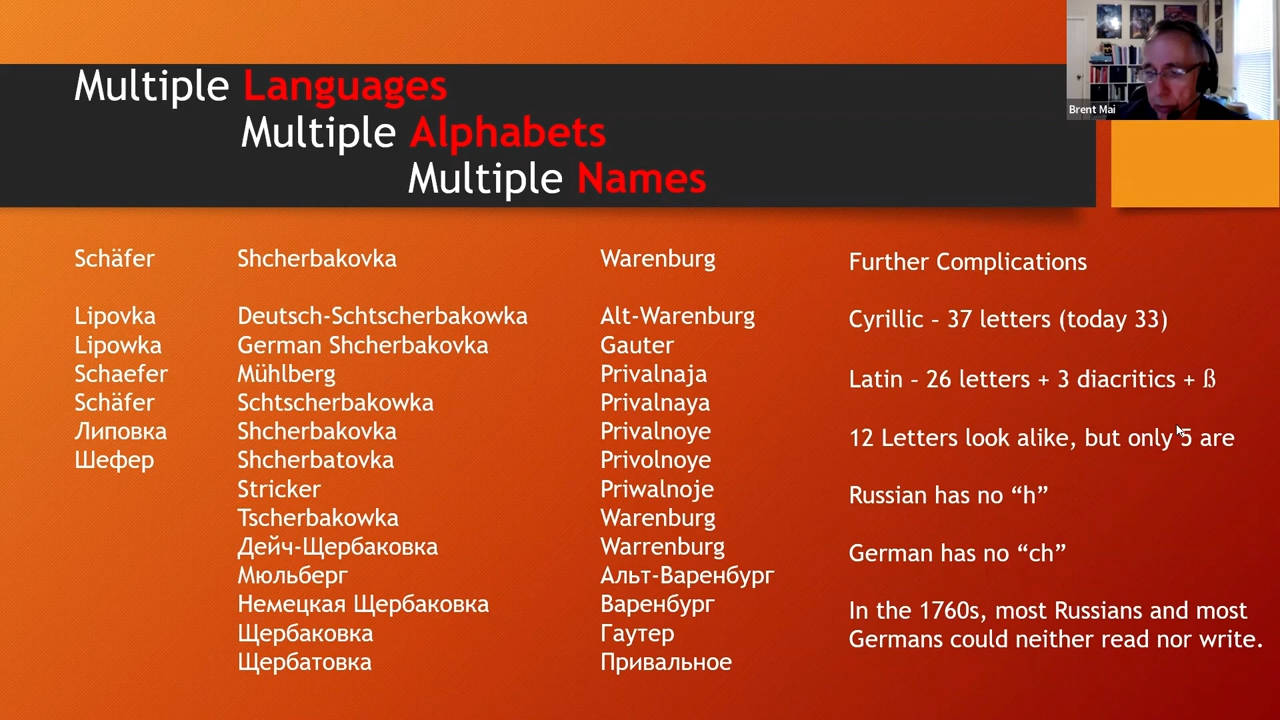 Multiple Languages
Multiple Alphabets
Multiple Names
Brent Mai
Schäfer
Lipovka
Lipowka
Schaefer
Schäfer
Липовка
Шефер
Shcherbakovka
Deutsch-Schtscherbakowka
German Shcherbakovka
Mühlberg
Schtscherbakowka
Shcherbakovka
Shcherbatovka
Stricker
Tscherbakowka
Дейч-Щербаковка
Мюльберг
Немецкая Щербаковка
Щербаковка
Щербатовка
Warenburg
Alt-Warenburg
Gauter
Privalnaja
Privalnaya
Privalnoye
Privolnoye
Priwalnoje
Warenburg
Warrenburg
Альт-Варенбург
Варенбург
Гаутер
Привальное
Further Complications
Cyrillic – 37 letters (today 33)
Latin – 26 letters + 3 diacritics + ß
12 Letters look alike, but only 5 are
Russian has no “h”
German has no “ch”
In the 1760s, most Russians and most
Germans could neither read nor write.